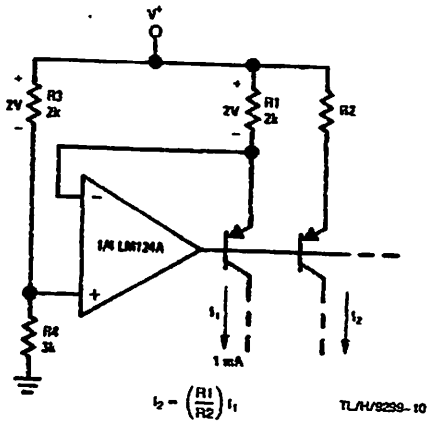 V+
+
2V
−
R3
2k
+
2V
−
R1
2k
R2
−
1/4 LM124A
+
R4
3k
I₁
1 mA
I₂
I₂ = (R1/R2) I₁
TL/H/9299–10